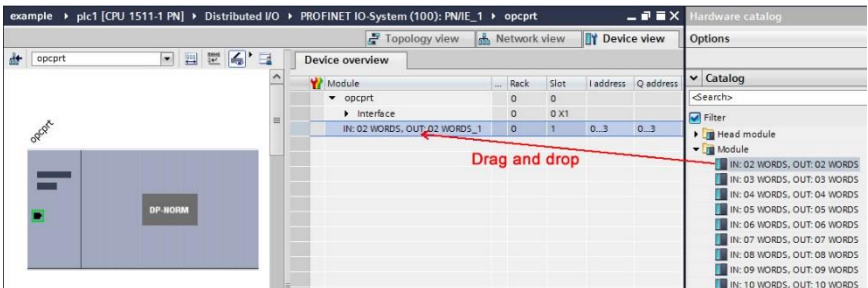 example ▸ plc1 [CPU 1511-1 PN] ▸ Distributed I/O ▸ PROFINET IO-System (100): PN/IE_1 ▸ opcprt
Hardware catalog
Topology view Network view Device view
Options
opcprt
Device overview
Module ... Rack Slot I address Q address
opcprt 0 0
Interface 0 0 X1
IN: 02 WORDS, OUT: 02 WORDS_1 0 1 0...3 0...3
opcprt
DP-NORM
Drag and drop
Catalog
<Search>
Filter
Head module
Module
IN: 02 WORDS, OUT: 02 WORDS
IN: 03 WORDS, OUT: 03 WORDS
IN: 04 WORDS, OUT: 04 WORDS
IN: 05 WORDS, OUT: 05 WORDS
IN: 06 WORDS, OUT: 06 WORDS
IN: 07 WORDS, OUT: 07 WORDS
IN: 08 WORDS, OUT: 08 WORDS
IN: 09 WORDS, OUT: 09 WORDS
IN: 10 WORDS, OUT: 10 WORDS